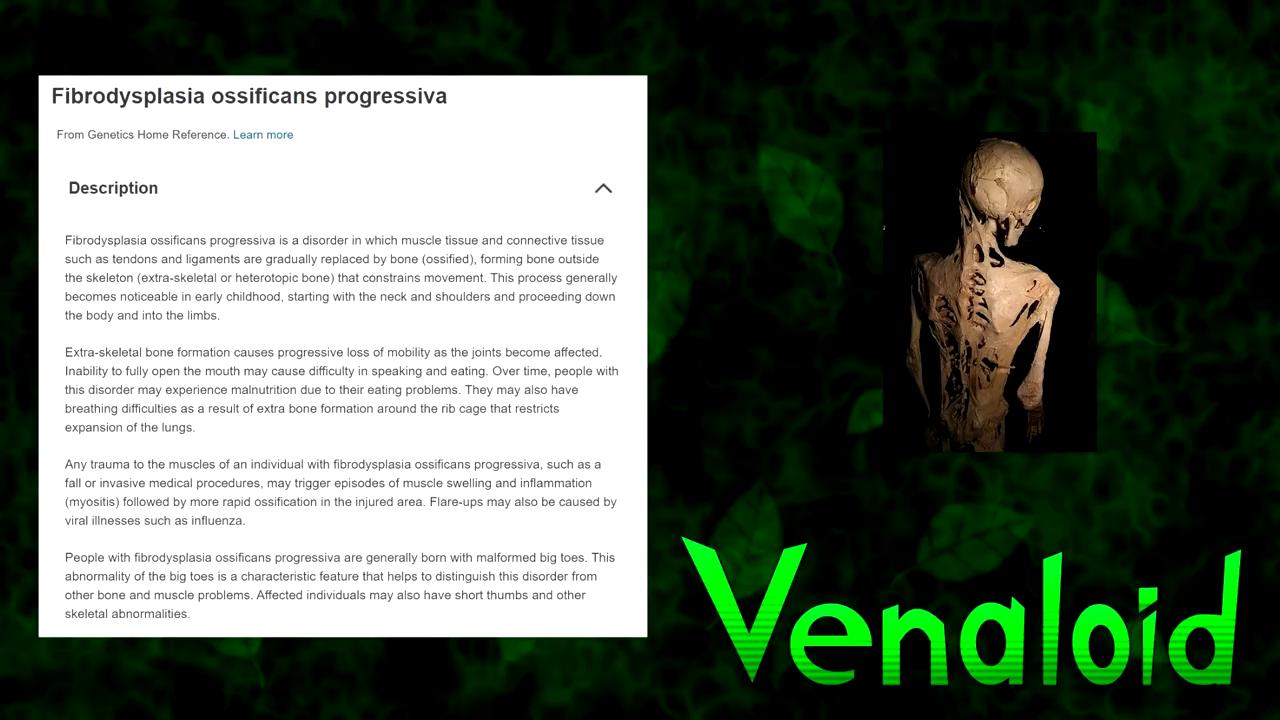 Fibrodysplasia ossificans progressiva
From Genetics Home Reference. Learn more
Description
Fibrodysplasia ossificans progressiva is a disorder in which muscle tissue and connective tissue
such as tendons and ligaments are gradually replaced by bone (ossified), forming bone outside
the skeleton (extra-skeletal or heterotopic bone) that constrains movement. This process generally
becomes noticeable in early childhood, starting with the neck and shoulders and proceeding down
the body and into the limbs.
Extra-skeletal bone formation causes progressive loss of mobility as the joints become affected.
Inability to fully open the mouth may cause difficulty in speaking and eating. Over time, people with
this disorder may experience malnutrition due to their eating problems. They may also have
breathing difficulties as a result of extra bone formation around the rib cage that restricts
expansion of the lungs.
Any trauma to the muscles of an individual with fibrodysplasia ossificans progressiva, such as a
fall or invasive medical procedures, may trigger episodes of muscle swelling and inflammation
(myositis) followed by more rapid ossification in the injured area. Flare-ups may also be caused by
viral illnesses such as influenza.
People with fibrodysplasia ossificans progressiva are generally born with malformed big toes. This
abnormality of the big toes is a characteristic feature that helps to distinguish this disorder from
other bone and muscle problems. Affected individuals may also have short thumbs and other
skeletal abnormalities.
Venaloid